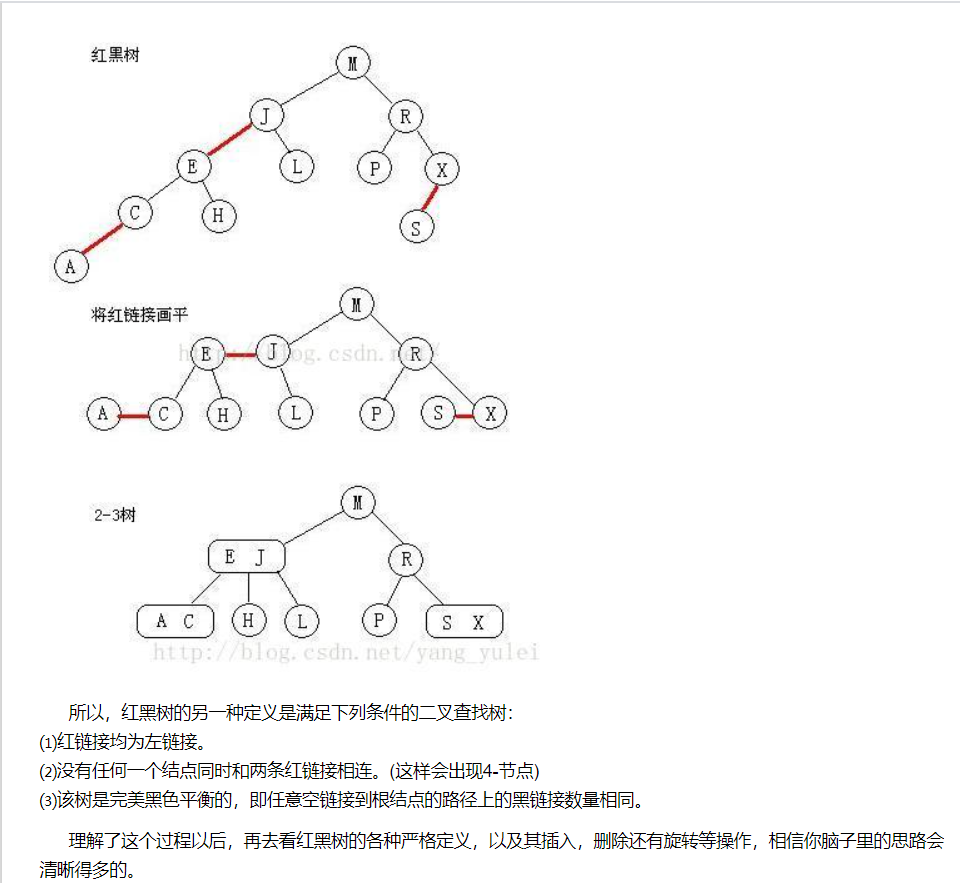 红黑树
M
J R
E L P X
C H S
A
将红链接画平
M
http://blog.csdn.net/
E J R
A C H L P S X
2-3树
M
E J R
A C H L P S X
http://blog.csdn.net/yang_yulei
所以，红黑树的另一种定义是满足下列条件的二叉查找树：
⑴红链接均为左链接。
⑵没有任何一个结点同时和两条红链接相连。(这样会出现4-节点)
⑶该树是完美黑色平衡的，即任意空链接到根结点的路径上的黑链接数量相同。
理解了这个过程以后，再去看红黑树的各种严格定义，以及其插入，删除还有旋转等操作，相信你脑子里的思路会
清晰得多的。